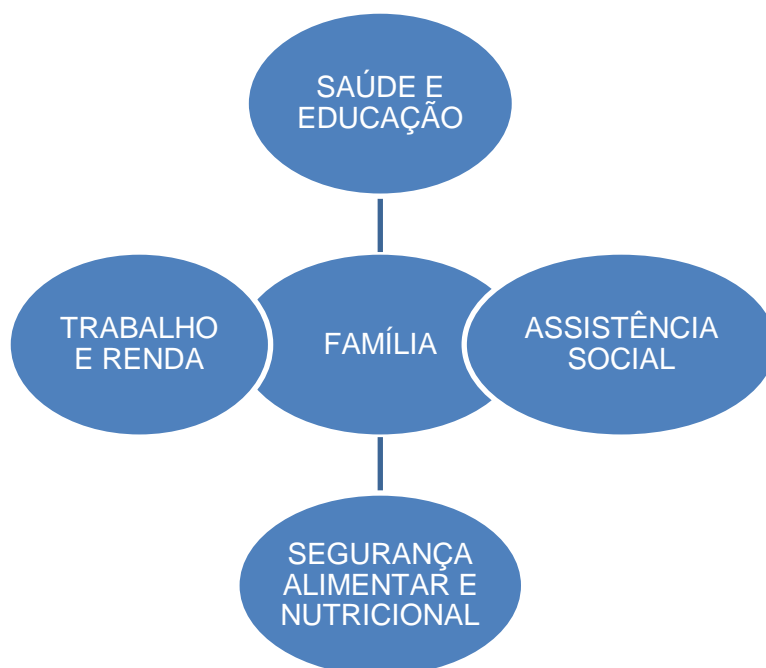 SAÚDE E
EDUCAÇÃO
TRABALHO
E RENDA
FAMÍLIA
ASSISTÊNCIA
SOCIAL
SEGURANÇA
ALIMENTAR E
NUTRICIONAL